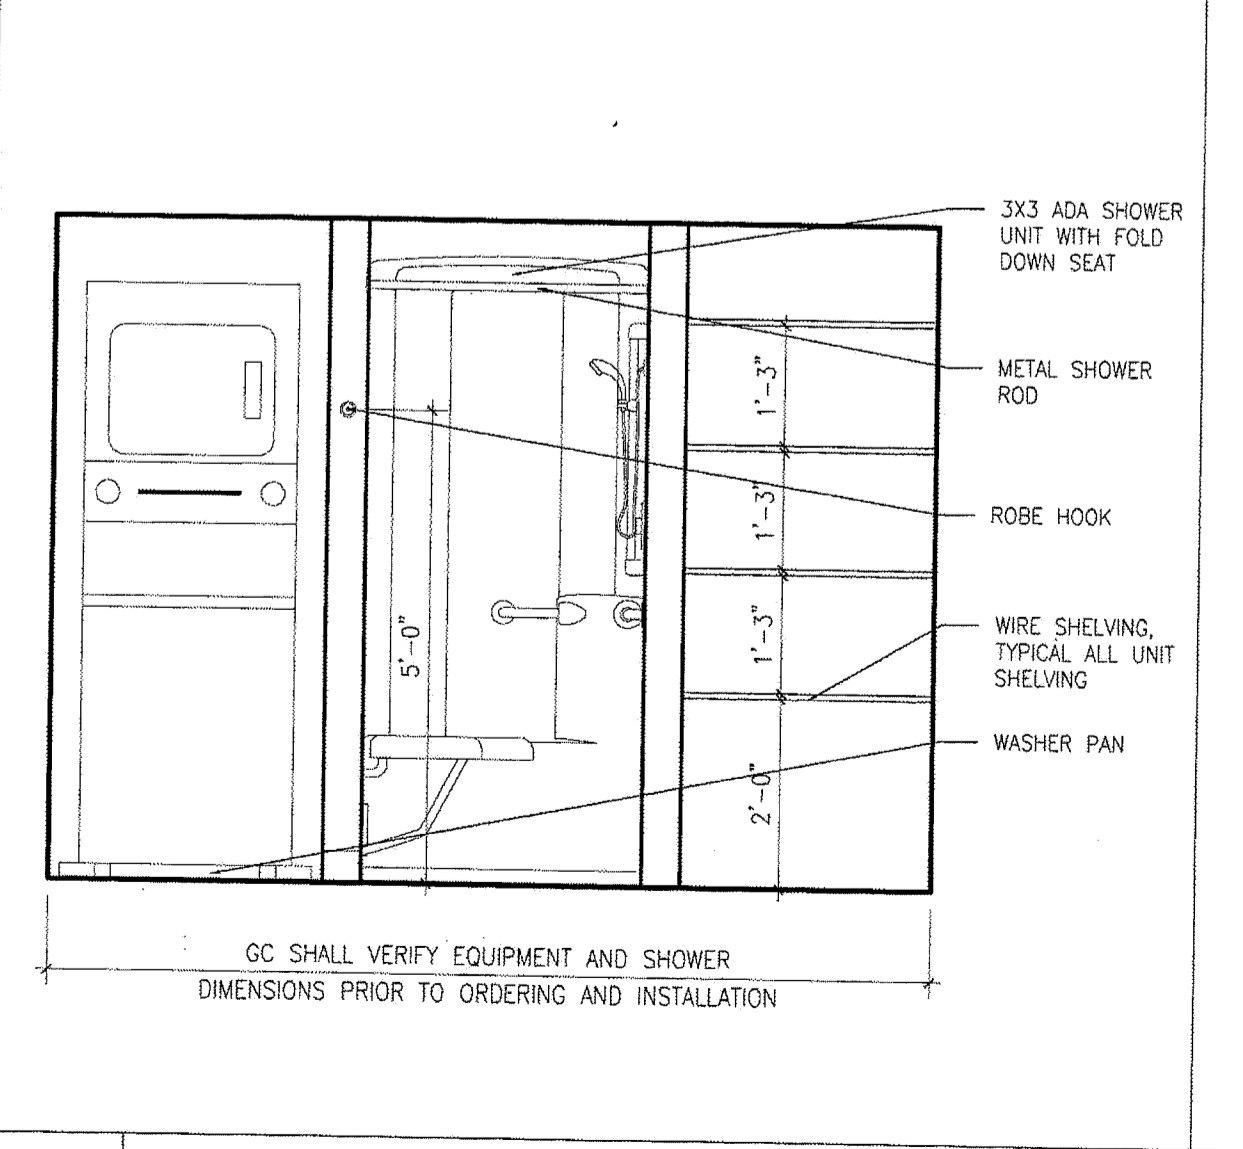 3X3 ADA SHOWER
UNIT WITH FOLD
DOWN SEAT
METAL SHOWER
ROD
1'-3"
1'-3"
ROBE HOOK
5'-0"
1'-3"
WIRE SHELVING,
TYPICAL ALL UNIT
SHELVING
WASHER PAN
2'-0"
GC SHALL VERIFY EQUIPMENT AND SHOWER
DIMENSIONS PRIOR TO ORDERING AND INSTALLATION